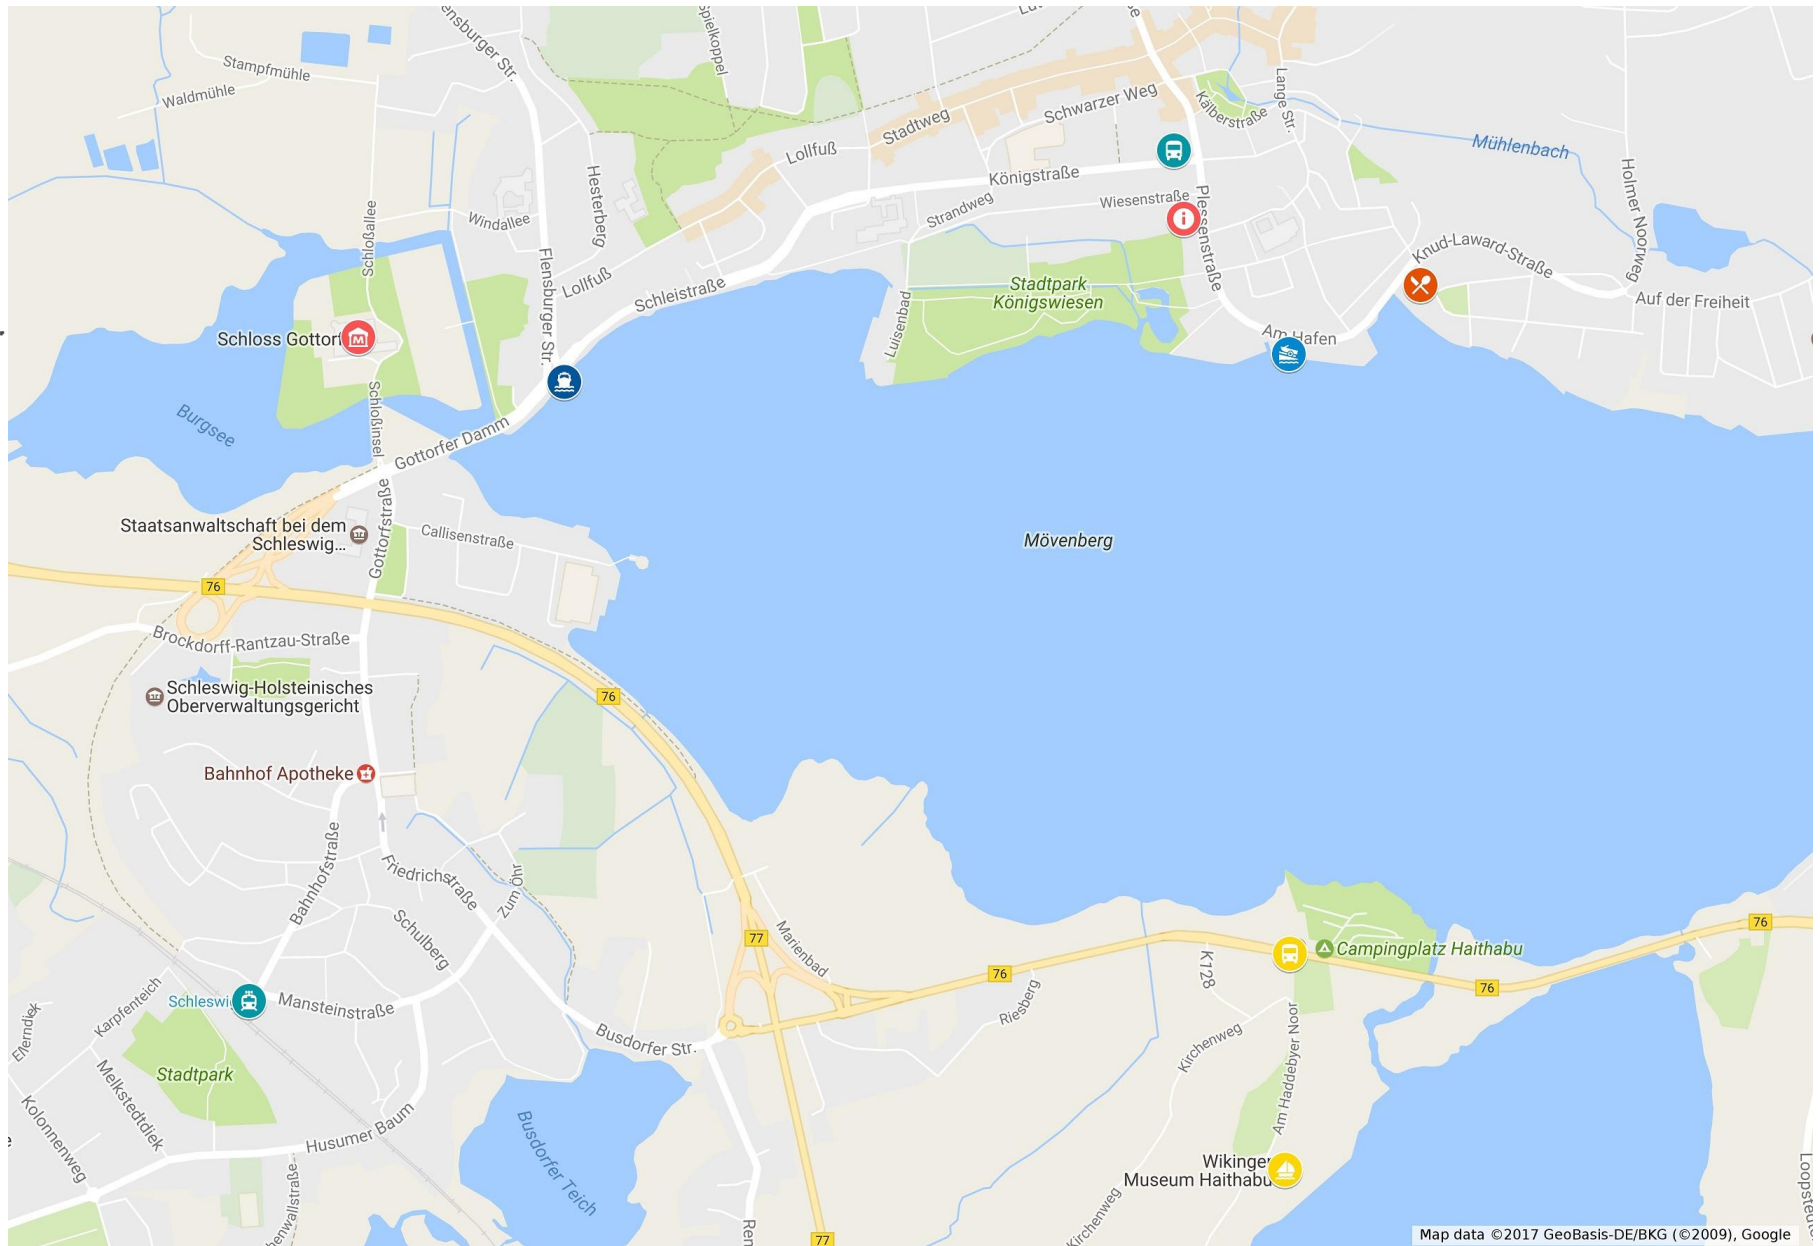 Flensburger Str.
Spielkoppel
Stampfmühle
Waldmühle
Schwarzer Weg
Kälberstraße
Lange Str.
Stadtweg
Lollfuß
Mühlenbach
Königstraße
Holmer Noorweg
Hesterberg
Windallee
Schloßallee
Strandweg
Wiesenstraße
Plessenstraße
Knud-Laward-Straße
Flensburger Str.
Lollfuß
Schleistraße
Stadtpark
Königswiesen
Auf der Freiheit
Luisenbad
Am Hafen
Schloss Gottorf
Schloßinsel
Burgsee
Gottorfer Damm
Gottorfstraße
Staatsanwaltschaft bei dem
Schleswig...
Callisenstraße
Mövenberg
76
Brockdorff-Rantzau-Straße
Schleswig-Holsteinisches
Oberverwaltungsgericht
76
Bahnhof Apotheke
Bahnhofstraße
Friedrichstraße
Zum Öhr
Schulberg
77
Marienbad
76
Campingplatz Haithabu
76
76
K128
Schleswig
Mansteinstraße
Karpfenteich
Ellerndiek
Riesberg
Busdorfer Str.
Kirchenweg
Am Haddebyer Noor
Stadtpark
Melkstedtdiek
Kolonnenweg
Husumer Baum
Busdorfer Teich
Wikinger
Museum Haithabu
Kirchenweg
77
Map data ©2017 GeoBasis-DE/BKG (©2009), Google